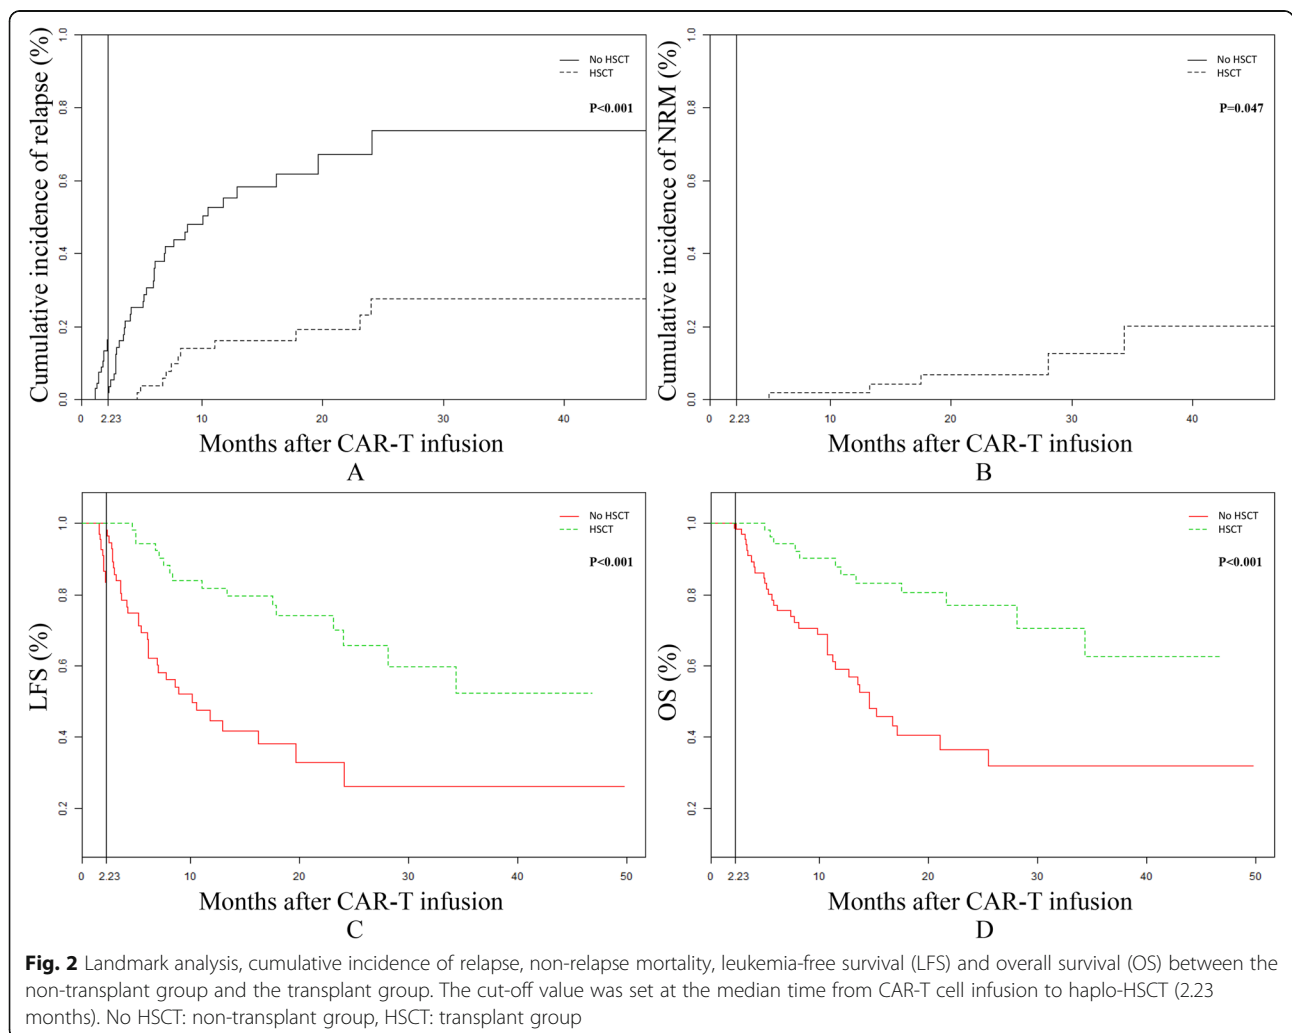 Cumulative incidence of relapse (%)
1.0
0.8
0.6
0.4
0.2
0.0
No HSCT
HSCT
P<0.001
0 2.23 10 20 30 40
Months after CAR-T infusion
A
Cumulative incidence of NRM (%)
1.0
0.8
0.6
0.4
0.2
0.0
No HSCT
HSCT
P=0.047
0 2.23 10 20 30 40
Months after CAR-T infusion
B
LFS (%)
1.0
0.8
0.6
0.4
0.2
No HSCT
HSCT
P<0.001
0 2.23 10 20 30 40 50
Months after CAR-T infusion
C
OS (%)
1.0
0.8
0.6
0.4
0.2
No HSCT
HSCT
P<0.001
0 2.23 10 20 30 40 50
Months after CAR-T infusion
D
Fig. 2 Landmark analysis, cumulative incidence of relapse, non-relapse mortality, leukemia-free survival (LFS) and overall survival (OS) between the
non-transplant group and the transplant group. The cut-off value was set at the median time from CAR-T cell infusion to haplo-HSCT (2.23
months). No HSCT: non-transplant group, HSCT: transplant group